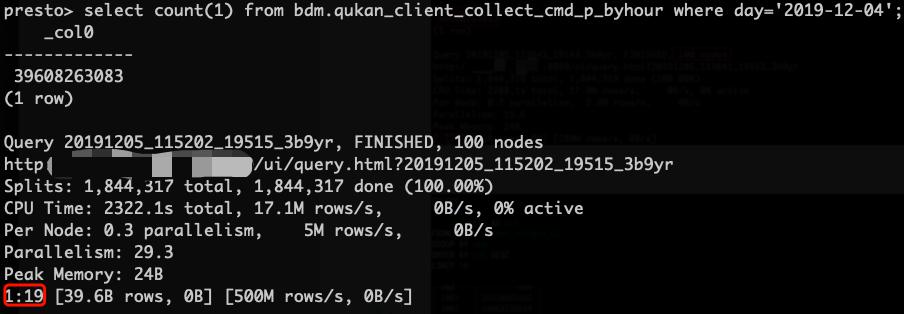 presto> select count(1) from bdm.qukan_client_collect_cmd_p_byhour where day='2019-12-04';
_col0
-------------
39608263083
(1 row)
Query 20191205_115202_19515_3b9yr, FINISHED, 100 nodes
http /ui/query.html?20191205_115202_19515_3b9yr
Splits: 1,844,317 total, 1,844,317 done (100.00%)
CPU Time: 2322.1s total, 17.1M rows/s, 0B/s, 0% active
Per Node: 0.3 parallelism, 5M rows/s, 0B/s
Parallelism: 29.3
Peak Memory: 24B
1:19 [39.6B rows, 0B] [500M rows/s, 0B/s]